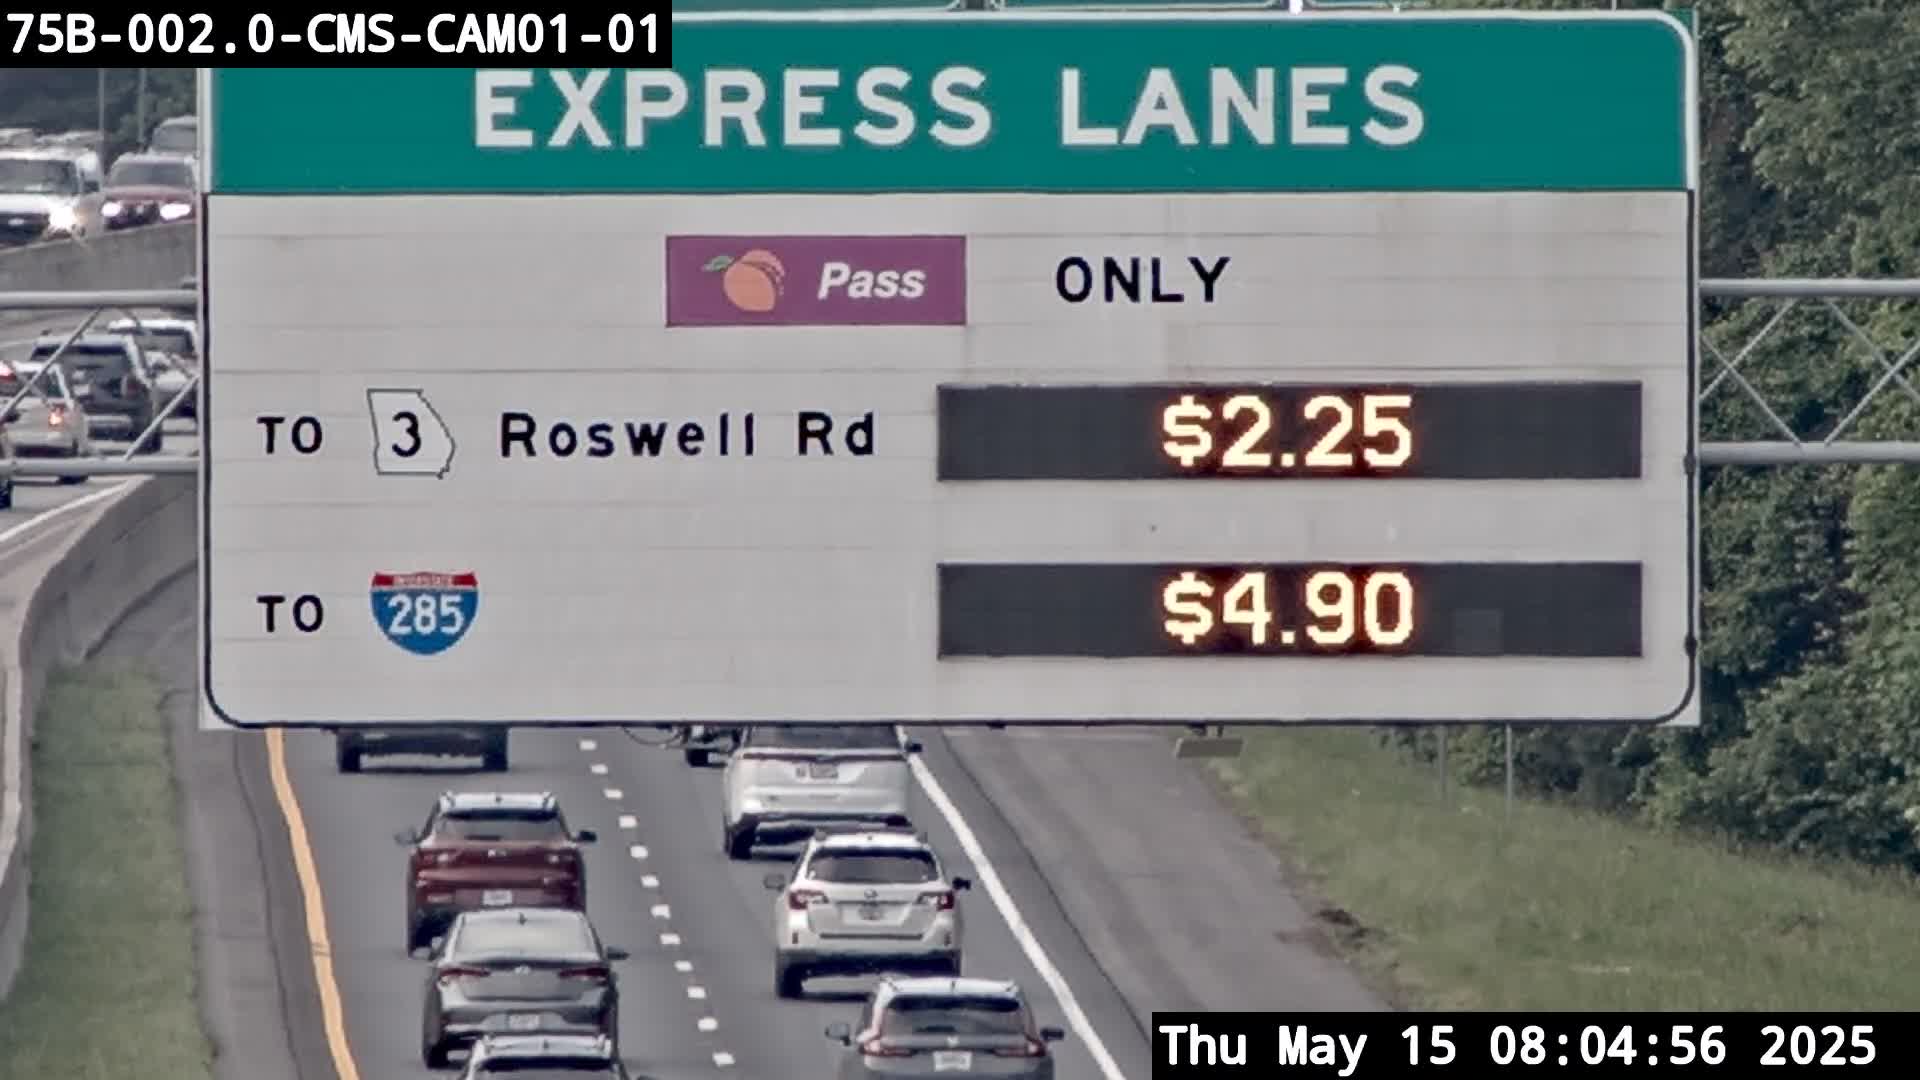 75B-002.0-CMS-CAM01-01
EXPRESS LANES
Pass ONLY
TO 3 Roswell Rd $2.25
INTERSTATE
TO 285 $4.90
Thu May 15 08:04:56 2025